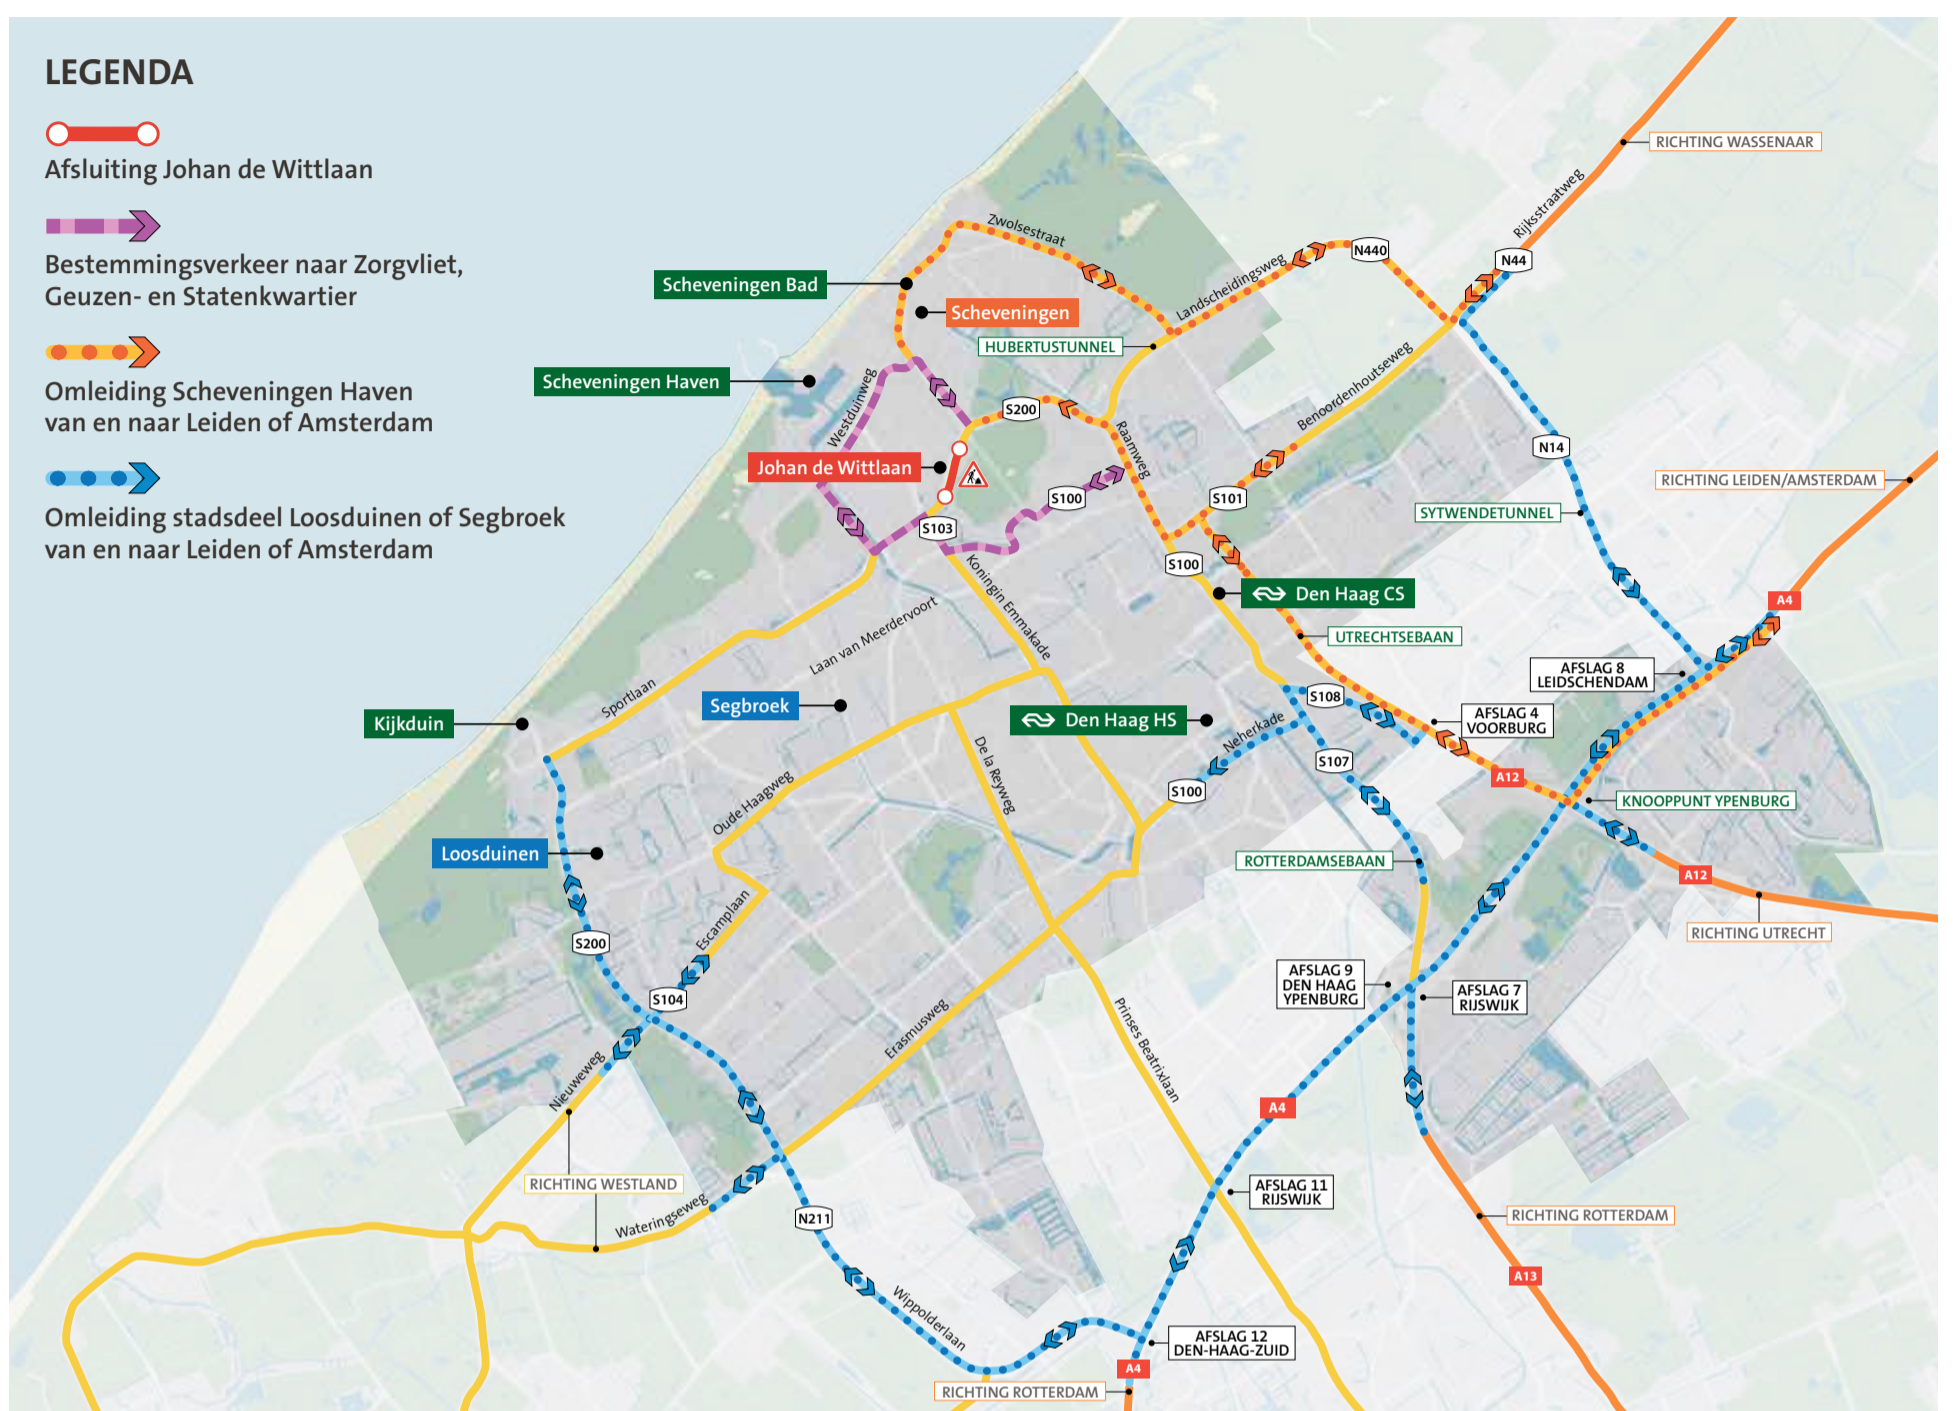 LEGENDA
Afsluiting Johan de Wittlaan
Bestemmingsverkeer naar Zorgvliet,
Geuzen- en Statenkwartier
Omleiding Scheveningen Haven
van en naar Leiden of Amsterdam
Omleiding stadsdeel Loosduinen of Segbroek
van en naar Leiden of Amsterdam
RICHTING WASSENAAR
Rijksstraatweg
Zwolsestraat
N440
N44
Landscheidingsweg
Scheveningen Bad
Scheveningen
HUBERTUSTUNNEL
Scheveningen Haven
Westduinweg
S200
Benoordenhoutseweg
Raamweg
N14
Johan de Wittlaan
RICHTING LEIDEN/AMSTERDAM
S100
S101
SYTWENDETUNNEL
S103
S100
Koningin Emmakade
Den Haag CS
A4
Laan van Meerdervoort
UTRECHTSEBAAN
AFSLAG 8
LEIDSCHENDAM
Sportlaan
Segbroek
S108
Kijkduin
Den Haag HS
Neherkade
AFSLAG 4
VOORBURG
De la Reyweg
S107
A12
S100
Oude Haagweg
KNOOPPUNT YPENBURG
Loosduinen
ROTTERDAMSEBAAN
A12
Escamplaan
RICHTING UTRECHT
S200
AFSLAG 9
DEN HAAG
YPENBURG
AFSLAG 7
RIJSWIJK
S104
Erasmusweg
Prinses Beatrixlaan
Nieuweweg
A4
RICHTING WESTLAND
AFSLAG 11
RIJSWIJK
Wateringseweg
N211
RICHTING ROTTERDAM
A13
Wippolderlaan
AFSLAG 12
DEN-HAAG-ZUID
A4
RICHTING ROTTERDAM